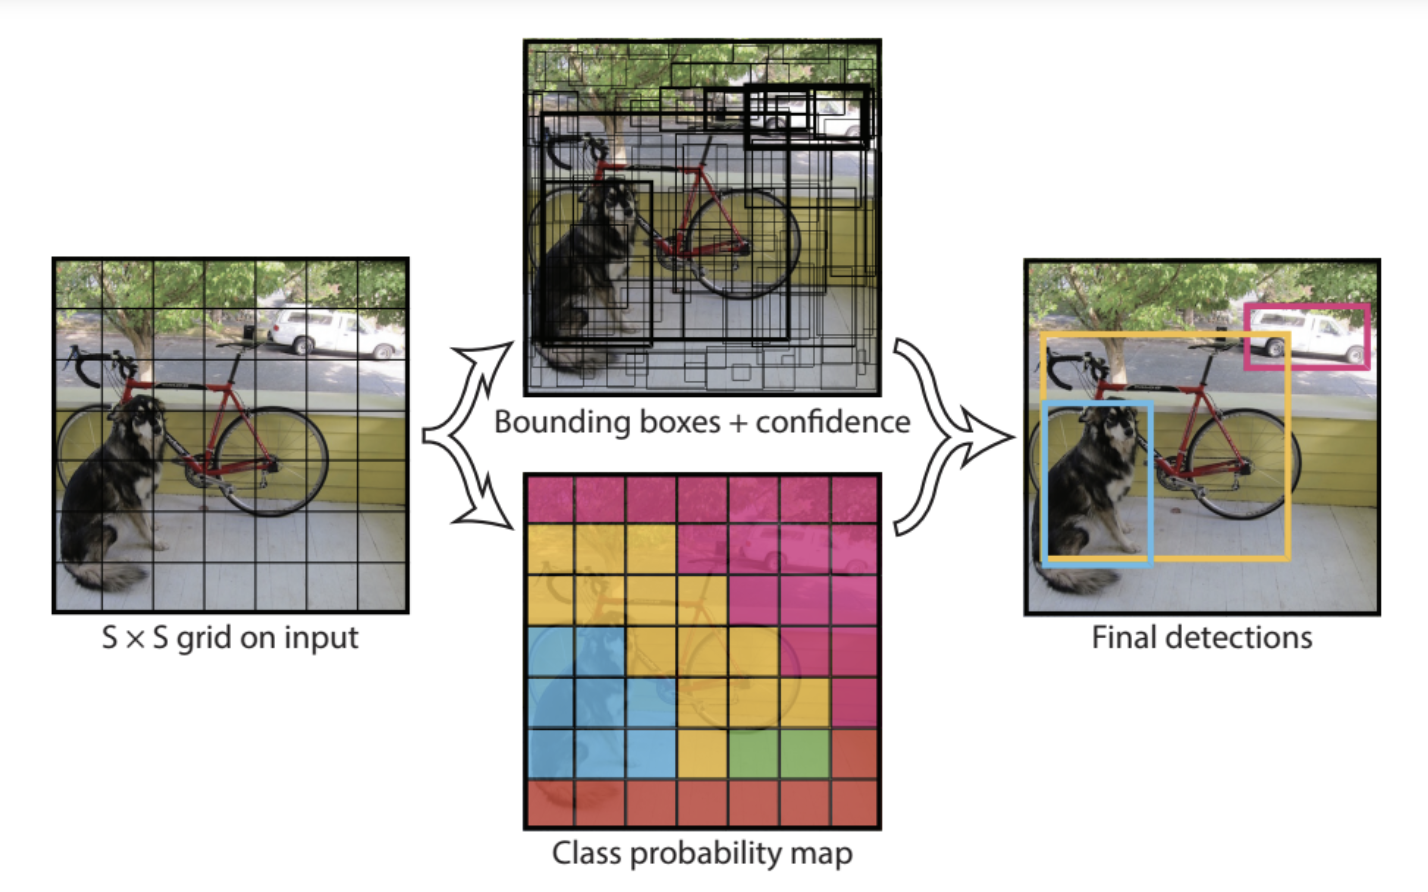 Bounding boxes + confidence
S × S grid on input
Final detections
Class probability map